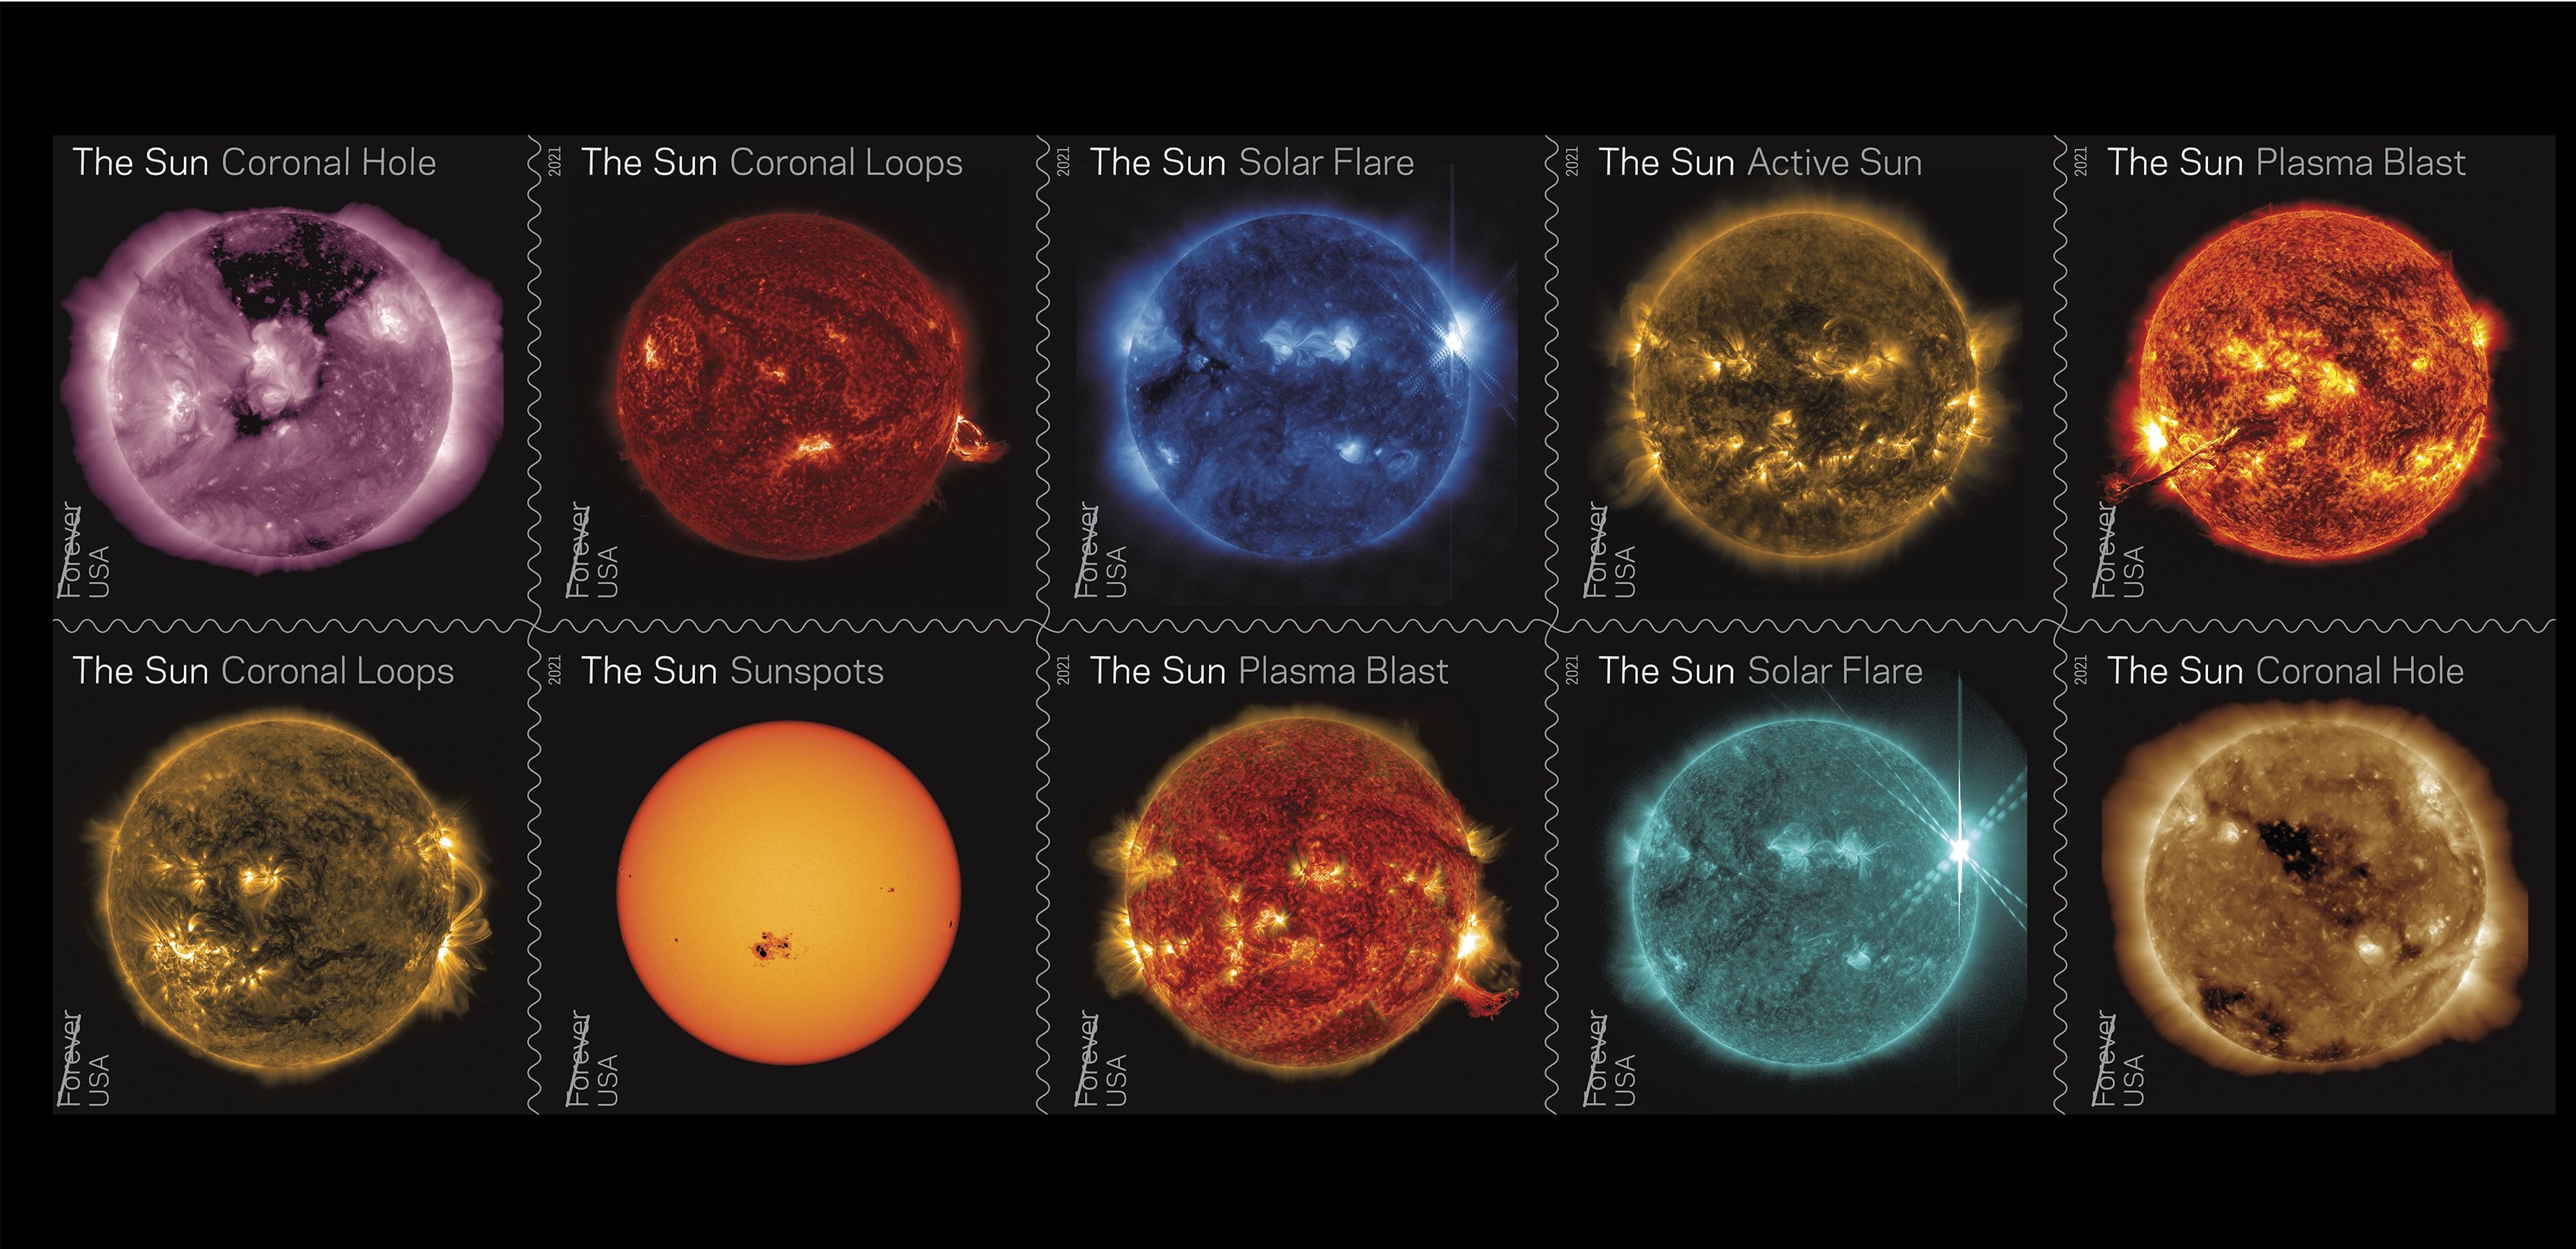 The Sun Coronal Hole
Forever
USA
2021
The Sun Coronal Loops
Forever
USA
2021
The Sun Solar Flare
Forever
USA
2021
The Sun Active Sun
Forever
USA
2021
The Sun Plasma Blast
Forever
USA
The Sun Coronal Loops
Forever
USA
2021
The Sun Sunspots
Forever
USA
2021
The Sun Plasma Blast
Forever
USA
2021
The Sun Solar Flare
Forever
USA
2021
The Sun Coronal Hole
Forever
USA